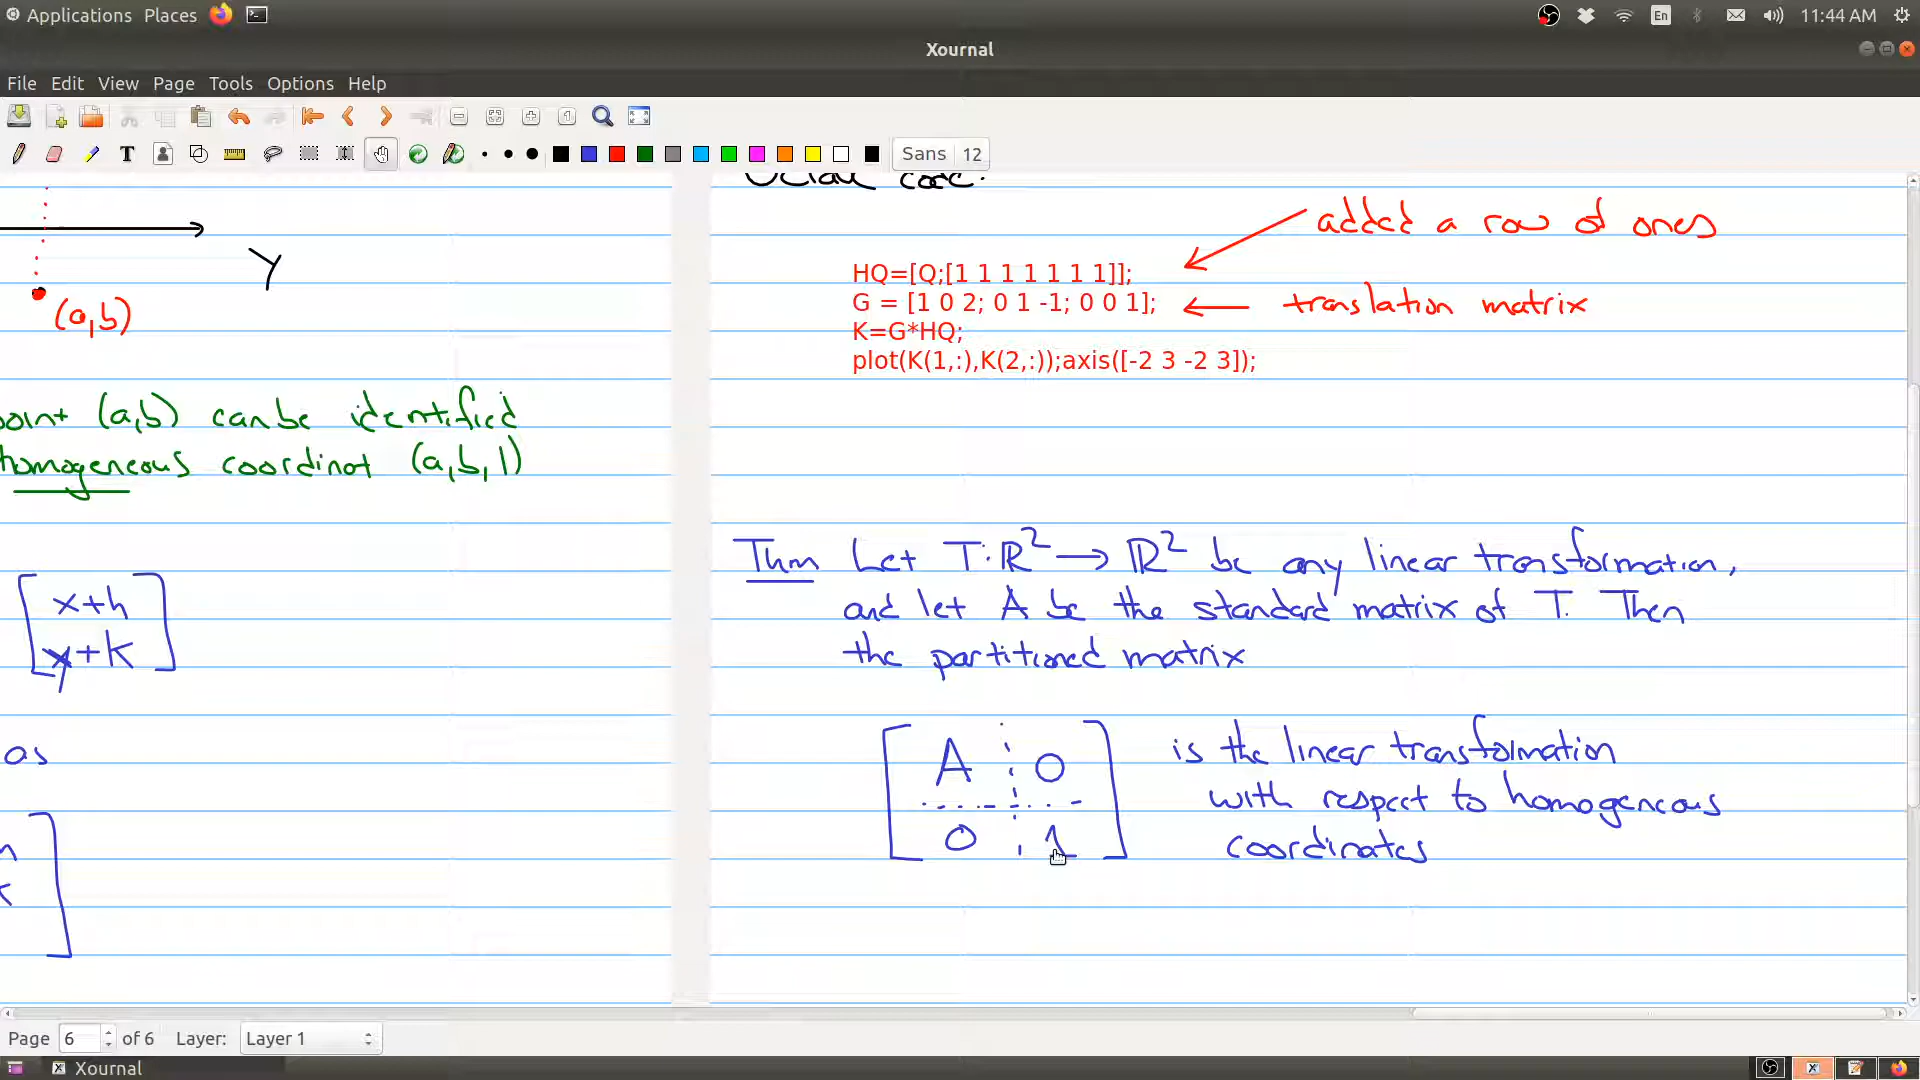 Applications Places
En 11:44 AM
Xournal
File Edit View Page Tools Options Help
Sans 12
Y
(a,b)
point (a,b) can be identified
homogeneous coordinat (a,b,1)
x+h
y+k
as
code:
added a row of ones
HQ=[Q;[1 1 1 1 1 1 1]];
G = [1 0 2; 0 1 -1; 0 0 1];
translation matrix
K=G*HQ;
plot(K(1,:),K(2,:));axis([-2 3 -2 3]);
Thm Let T:ℝ² → ℝ² be any linear transformation,
and let A be the standard matrix of T. Then
the partitioned matrix
A 0
0 1
is the linear transformation
with respect to homogeneous
coordinates
Page 6 of 6 Layer: Layer 1
Xournal